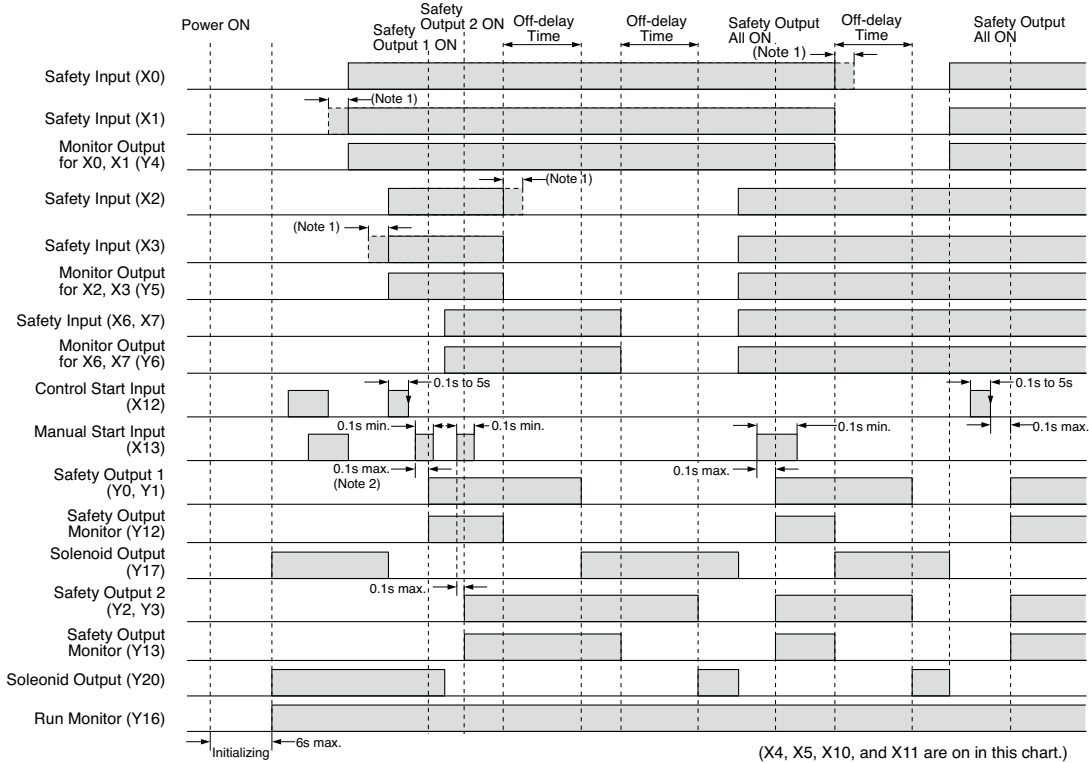 Power ON
Safety
Output 2 ON
Safety
Output 1 ON
Off-delay
Time
Off-delay
Time
Safety Output
All ON
Off-delay
Time
Safety Output
All ON
(Note 1)
Safety Input (X0)
(Note 1)
Safety Input (X1)
Monitor Output
for X0, X1 (Y4)
(Note 1)
Safety Input (X2)
(Note 1)
Safety Input (X3)
Monitor Output
for X2, X3 (Y5)
Safety Input (X6, X7)
Monitor Output
for X6, X7 (Y6)
Control Start Input
(X12)
0.1s to 5s
0.1s to 5s
Manual Start Input
(X13)
0.1s min.
0.1s min.
0.1s min.
0.1s max.
0.1s max.
(Note 2)
0.1s max.
Safety Output 1
(Y0, Y1)
Safety Output
Monitor (Y12)
Solenoid Output
(Y17)
0.1s max.
Safety Output 2
(Y2, Y3)
Safety Output
Monitor (Y13)
Soleonid Output (Y20)
Run Monitor (Y16)
Initializing
6s max.
(X4, X5, X10, and X11 are on in this chart.)